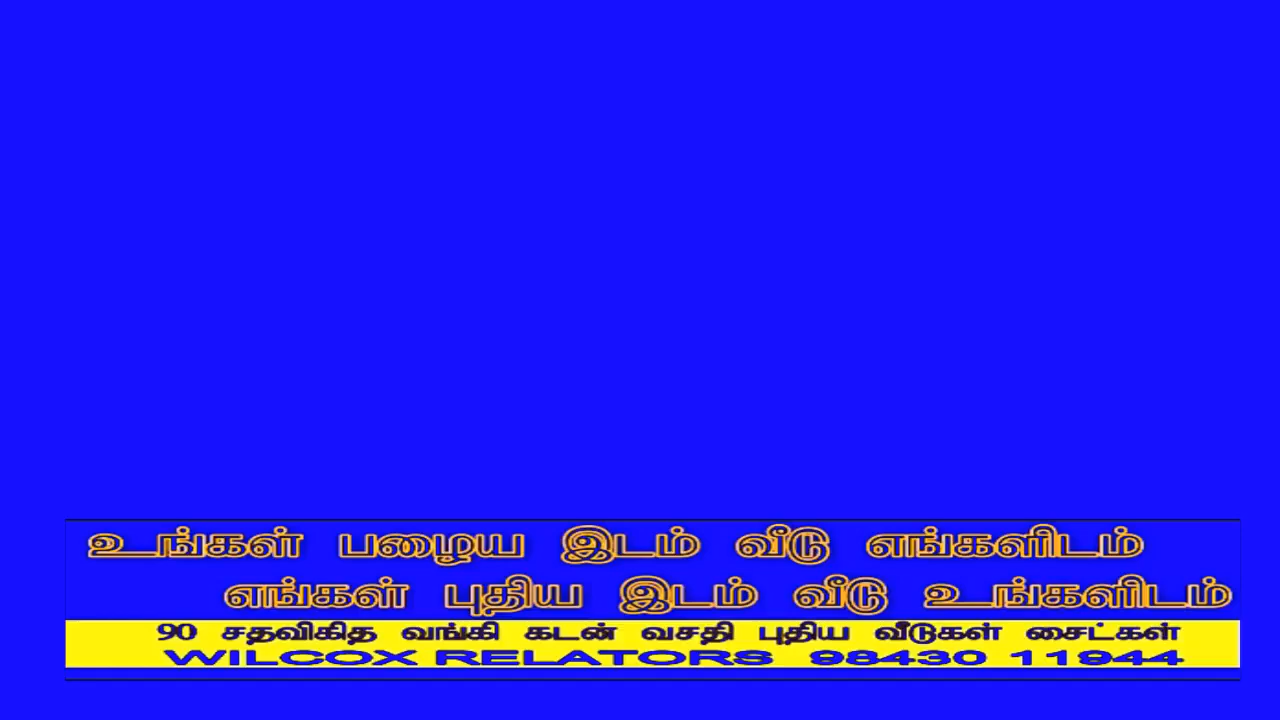 உங்கள் பழைய இடம் வீடு எங்களிடம்
எங்கள் புதிய இடம் வீடு உங்களிடம்
90 சதவிகித வங்கி கடன் வசதி புதிய வீடுகள் சைட்கள்
WILCOX RELATORS 98430 11944